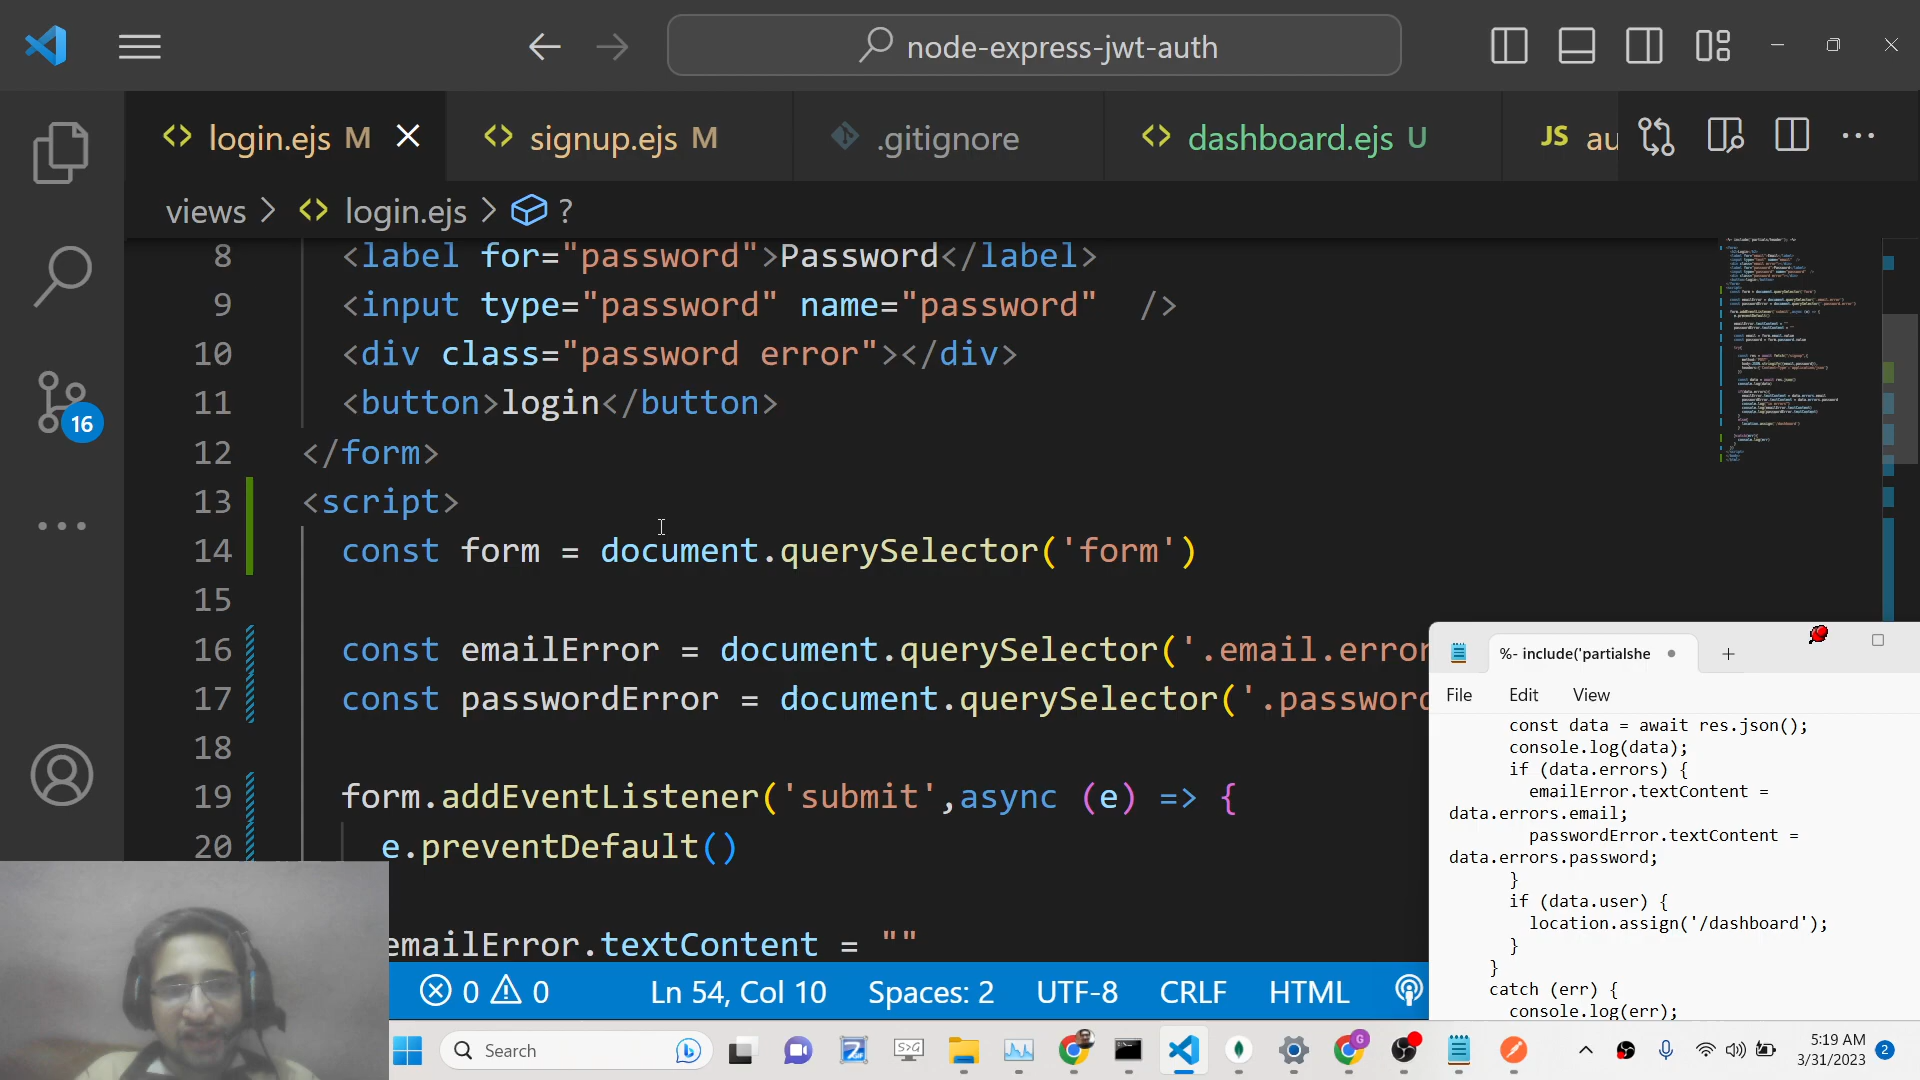 node-express-jwt-auth
login.ejs M
signup.ejs M
.gitignore
dashboard.ejs U
JS au
views > login.ejs > ?
8 <label for="password">Password</label>
9 <input type="password" name="password" />
10 <div class="password error"></div>
11 <button>login</button>
12 </form>
13 <script>
14 const form = document.querySelector('form')
15
16 const emailError = document.querySelector('.email.error
17 const passwordError = document.querySelector('.password
18
19 form.addEventListener('submit',async (e) => {
20 e.preventDefault()
emailError.textContent = ""
16
%- include('partialshe
File Edit View
const data = await res.json();
console.log(data);
if (data.errors) {
emailError.textContent =
data.errors.email;
passwordError.textContent =
data.errors.password;
}
if (data.user) {
location.assign('/dashboard');
}
}
catch (err) {
console.log(err);
0 0 Ln 54, Col 10 Spaces: 2 UTF-8 CRLF HTML
Search
5:19 AM
3/31/2023
2